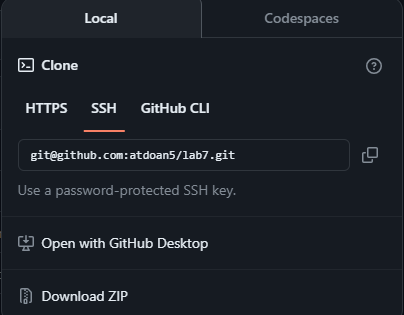 Local Codespaces
Clone
HTTPS SSH GitHub CLI
git@github.com:atdoan5/lab7.git
Use a password-protected SSH key.
Open with GitHub Desktop
Download ZIP